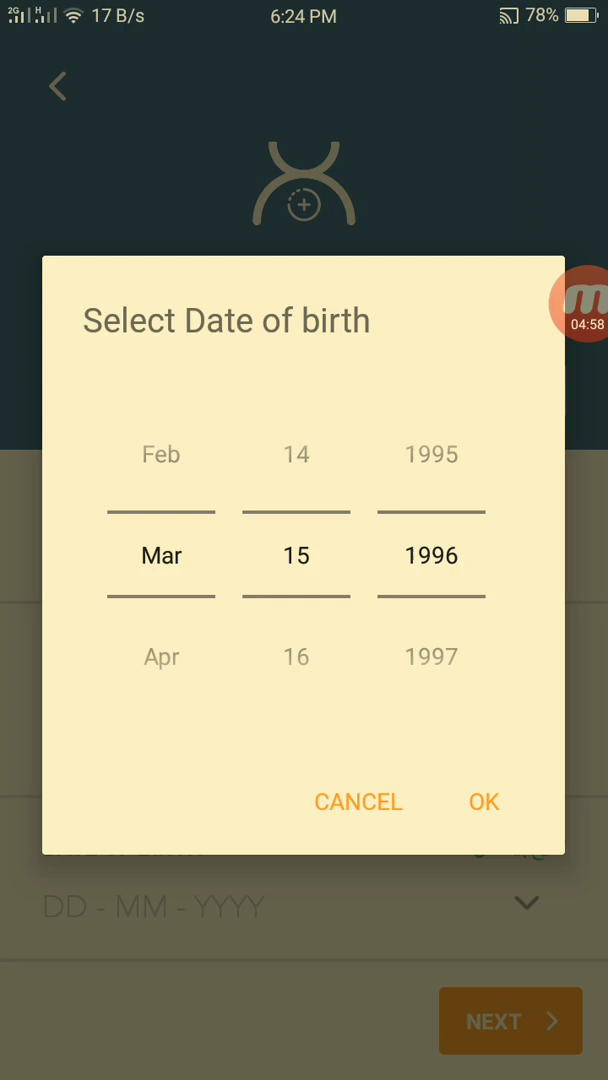 2G H 17 B/s 6:24 PM 78%
Select Date of birth
04:58
Feb 14 1995
Mar 15 1996
Apr 16 1997
CANCEL OK
DD - MM - YYYY
NEXT